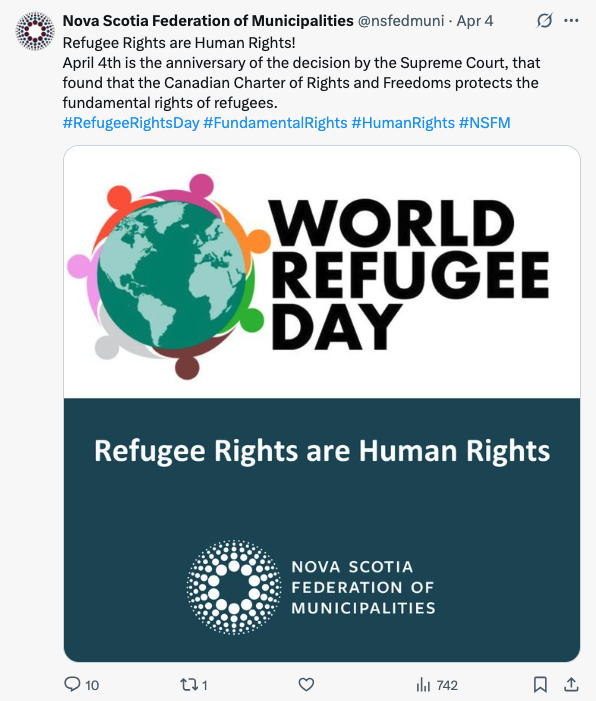 Nova Scotia Federation of Municipalities @nsfedmuni · Apr 4
Refugee Rights are Human Rights!
April 4th is the anniversary of the decision by the Supreme Court, that
found that the Canadian Charter of Rights and Freedoms protects the
fundamental rights of refugees.
#RefugeeRightsDay #FundamentalRights #HumanRights #NSFM
WORLD
REFUGEE
DAY
Refugee Rights are Human Rights
NOVA SCOTIA
FEDERATION OF
MUNICIPALITIES
10 1 742